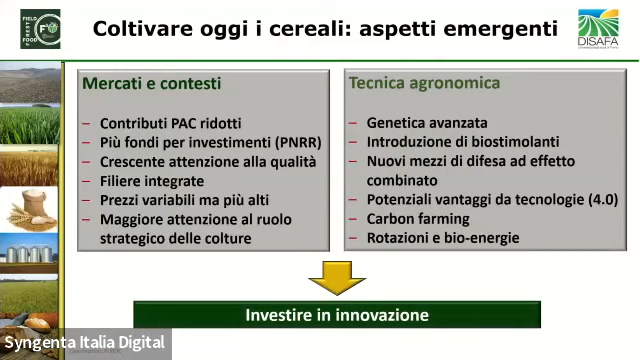 Coltivare oggi i cereali: aspetti emergenti
FIELD
FOREST
FOOD
DISAFA
Mercati e contesti
– Contributi PAC ridotti
– Più fondi per investimenti (PNRR)
– Crescente attenzione alla qualità
– Filiere integrate
– Prezzi variabili ma più alti
– Maggiore attenzione al ruolo
strategico delle colture
Tecnica agronomica
– Genetica avanzata
– Introduzione di biostimolanti
– Nuovi mezzi di difesa ad effetto
combinato
– Potenziali vantaggi da tecnologie (4.0)
– Carbon farming
– Rotazioni e bio-energie
Investire in innovazione
Syngenta Italia Digital